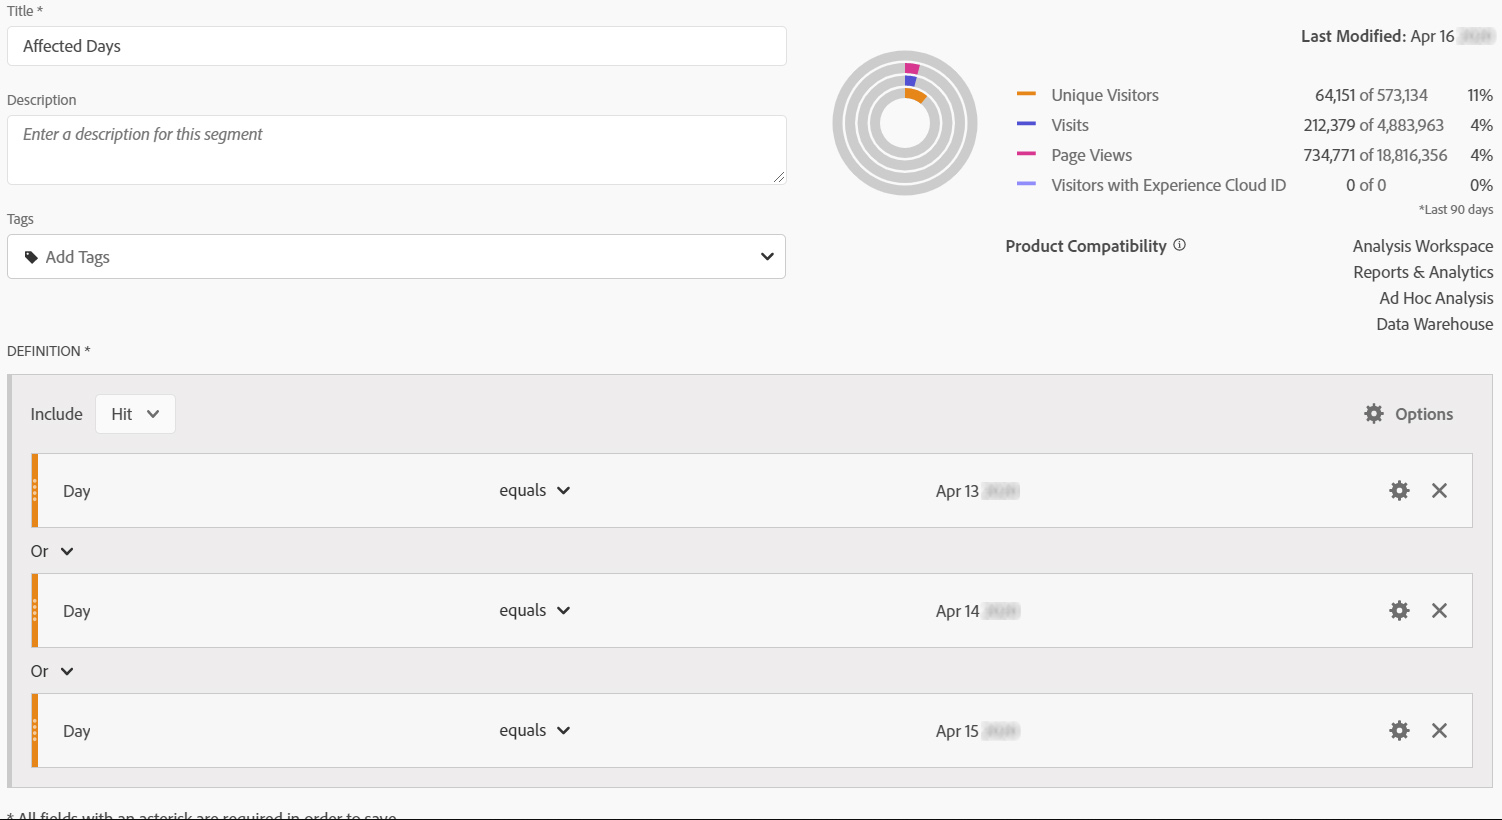 Title *
Affected Days
Description
Enter a description for this segment
Tags
Add Tags
Last Modified: Apr 16
Unique Visitors 64,151 of 573,134 11%
Visits 212,379 of 4,883,963 4%
Page Views 734,771 of 18,816,356 4%
Visitors with Experience Cloud ID 0 of 0 0%
*Last 90 days
Product Compatibility Analysis Workspace
Reports & Analytics
Ad Hoc Analysis
Data Warehouse
DEFINITION *
Include Hit Options
Day equals Apr 13
Or
Day equals Apr 14
Or
Day equals Apr 15
* All fields with an asterisk are required in order to save